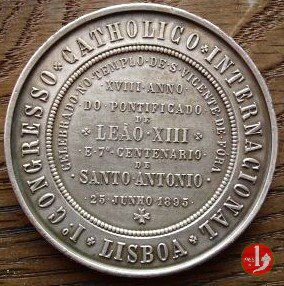 Iº CONGRESSO CATHOLICO INTERNACIONAL
LISBOA
CELEBRADO·NO·TEMPLO·DE·S·VICENTE·DE·FORA
XVIII·ANNO
DO·PONTIFICADO
DE
LEÃO·XIII
E·7º·CENTENARIO
DE
SANTO·ANTONIO
25 JUNHO 1895